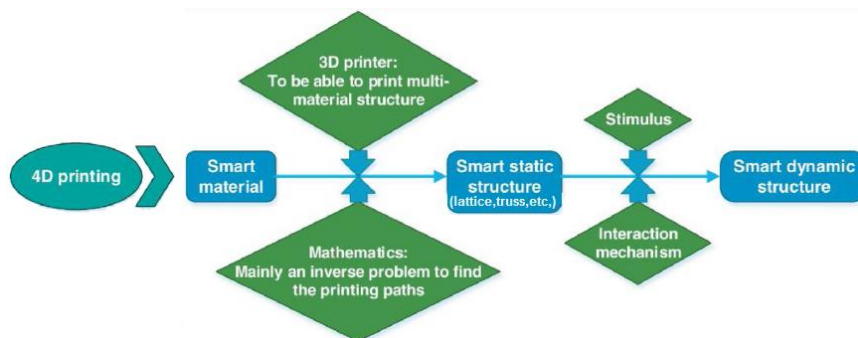 3D printer:
To be able to print multi-
material structure
Stimulus
4D printing
Smart
material
Smart static
structure
(lattice,truss,etc,)
Smart dynamic
structure
Mathematics:
Mainly an inverse problem to find
the printing paths
Interaction
mechanism